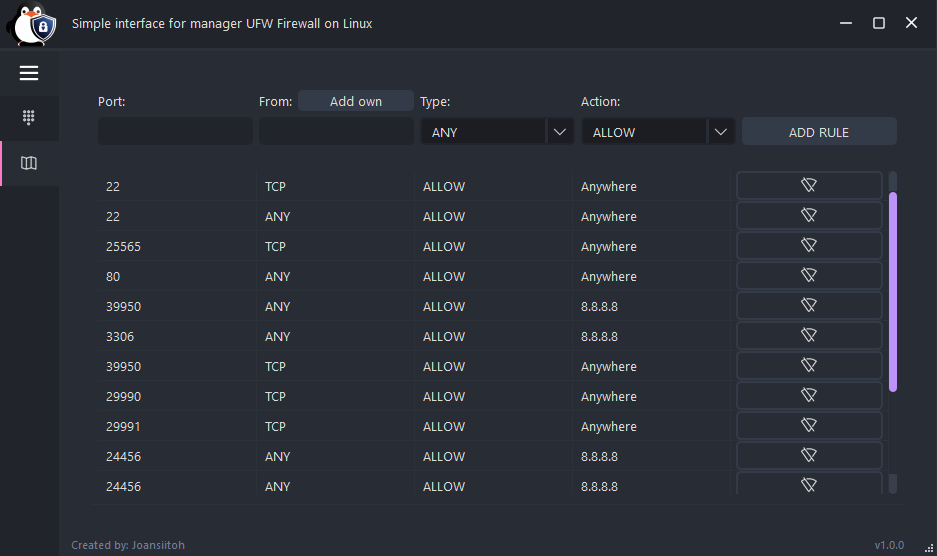 Simple interface for manager UFW Firewall on Linux
Port: From: Add own Type: Action:
ANY ALLOW ADD RULE
22 TCP ALLOW Anywhere
22 ANY ALLOW Anywhere
25565 TCP ALLOW Anywhere
80 ANY ALLOW Anywhere
39950 ANY ALLOW 8.8.8.8
3306 ANY ALLOW 8.8.8.8
39950 TCP ALLOW Anywhere
29990 TCP ALLOW Anywhere
29991 TCP ALLOW Anywhere
24456 ANY ALLOW 8.8.8.8
24456 ANY ALLOW 8.8.8.8
Created by: Joansiitoh v1.0.0